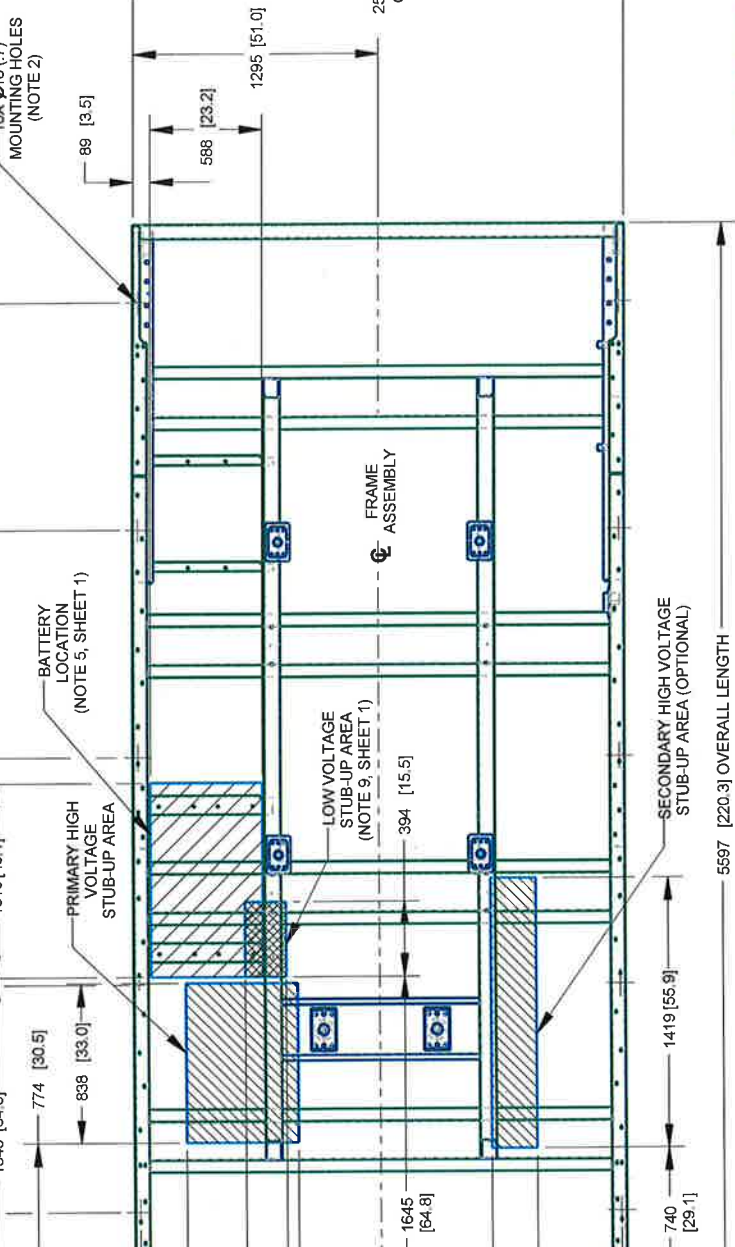 MOUNTING HOLES
(NOTE 2)
89 [3.5]
588 [23.2]
1295 [51.0]
BATTERY
LOCATION
(NOTE 5, SHEET 1)
PRIMARY HIGH
VOLTAGE
STUB-UP AREA
774 [30.5]
838 [33.0]
LOW VOLTAGE
STUB-UP AREA
(NOTE 9, SHEET 1)
394 [15.5]
1645
[64.8]
℄ FRAME
ASSEMBLY
SECONDARY HIGH VOLTAGE
STUB-UP AREA (OPTIONAL)
1419 [55.9]
740
[29.1]
5597 [220.3] OVERALL LENGTH